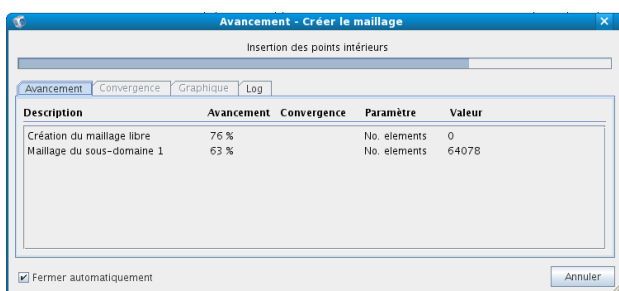 Avancement - Créer le maillage
Insertion des points intérieurs
Avancement Convergence Graphique Log
Description Avancement Convergence Paramètre Valeur
Création du maillage libre 76 % No. elements 0
Maillage du sous-domaine 1 63 % No. elements 64078
Fermer automatiquement Annuler